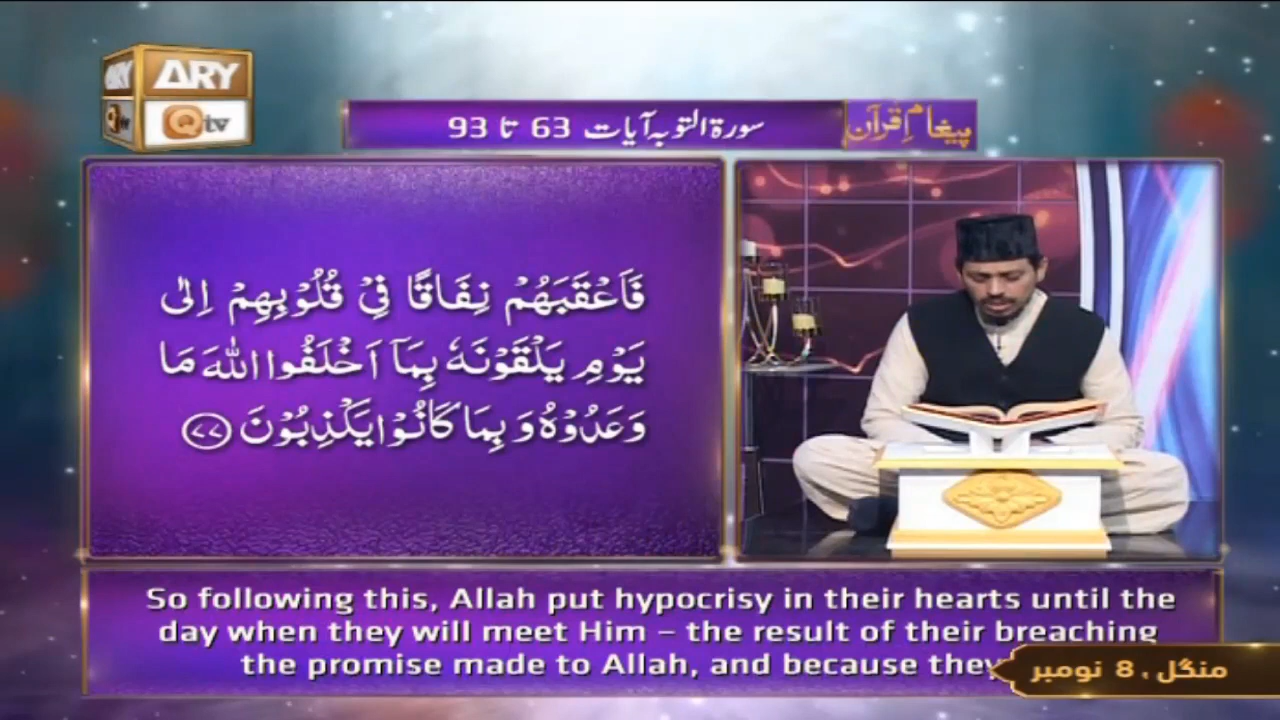 ARY
ARY
Q tv
Qtv
پیغامِ قرآن
سورۃ التوبہ آیات 63 تا 93
فَاَعْقَبَهُمْ نِفَاقًا فِیْ قُلُوْبِهِمْ اِلٰی
یَوْمِ یَلْقَوْنَهٗ بِمَاۤ اَخْلَفُوا اللّٰهَ مَا
وَعَدُوْهُ وَ بِمَا كَانُوْا یَكْذِبُوْنَ ۷۷
So following this, Allah put hypocrisy in their hearts until the
day when they will meet Him – the result of their breaching
the promise made to Allah, and because they
منگل، 8 نومبر